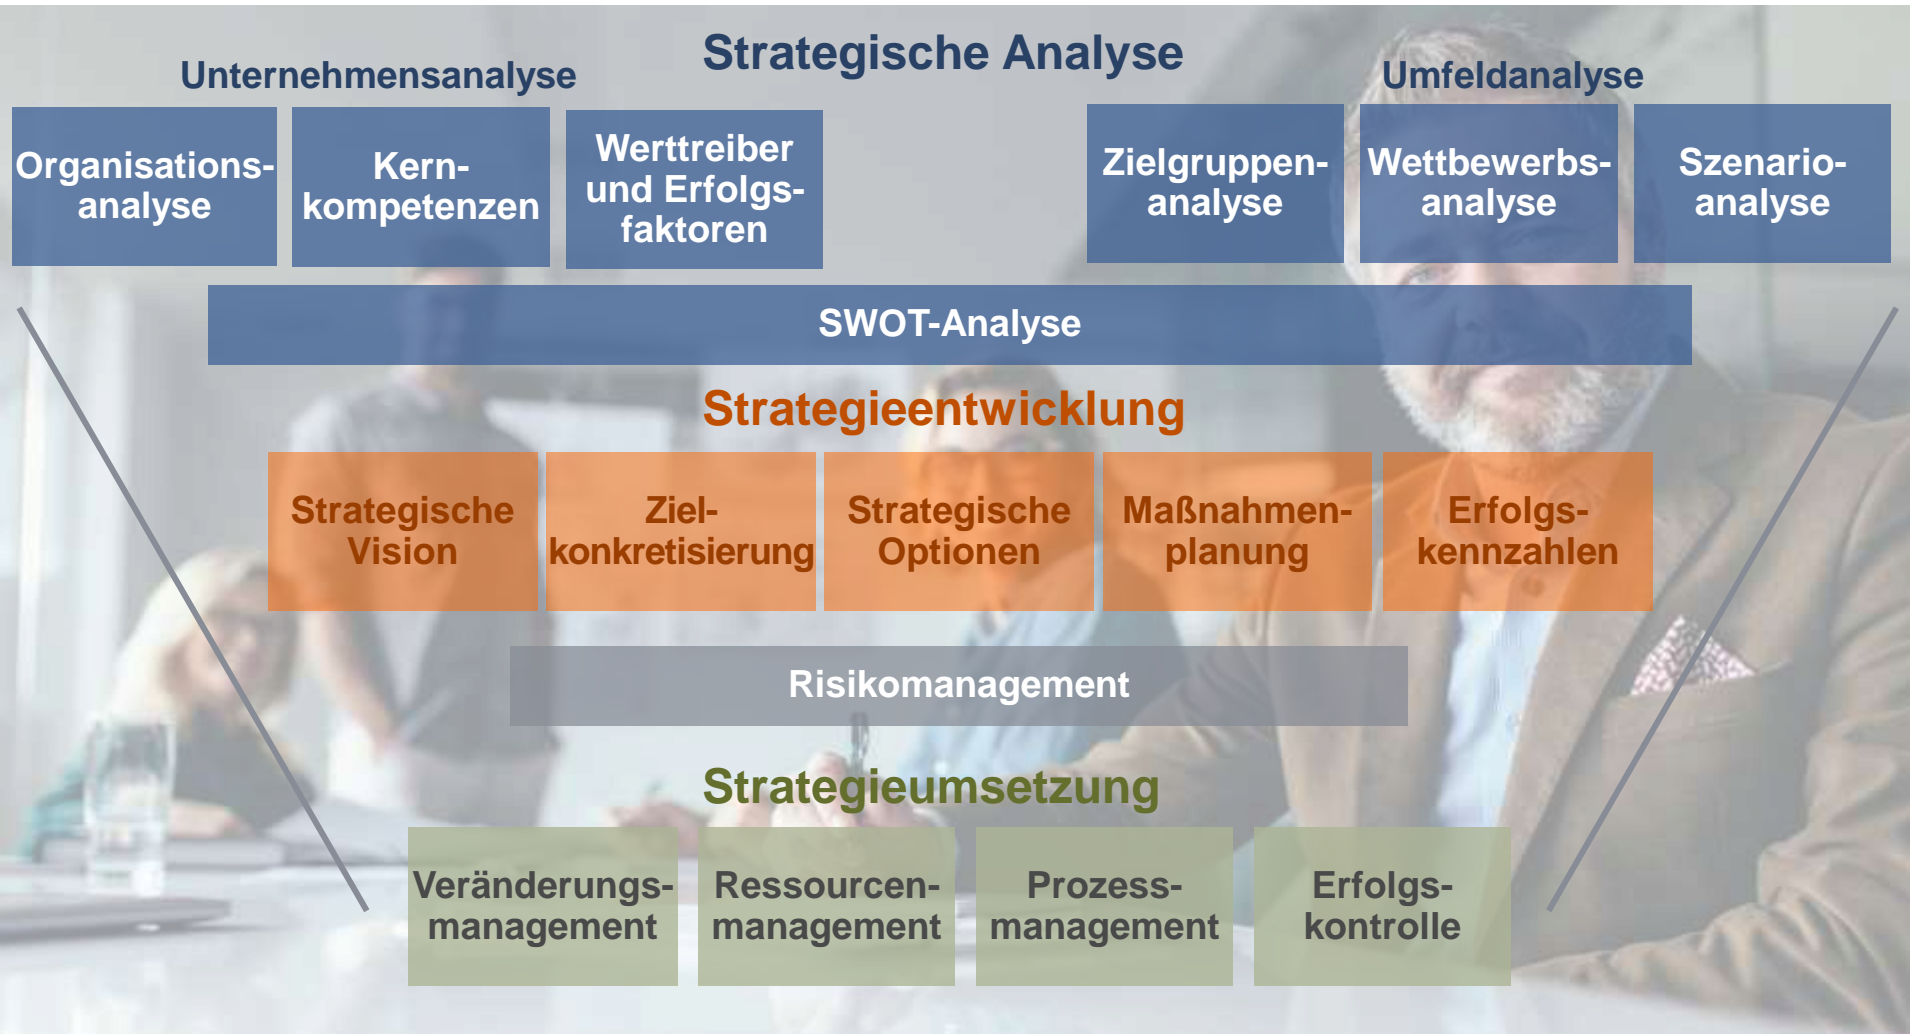 Strategische Analyse
Unternehmensanalyse
Umfeldanalyse
Organisations-
analyse
Kern-
kompetenzen
Werttreiber
und Erfolgs-
faktoren
Zielgruppen-
analyse
Wettbewerbs-
analyse
Szenario-
analyse
SWOT-Analyse
Strategieentwicklung
Strategische
Vision
Ziel-
konkretisierung
Strategische
Optionen
Maßnahmen-
planung
Erfolgs-
kennzahlen
Risikomanagement
Strategieumsetzung
Veränderungs-
management
Ressourcen-
management
Prozess-
management
Erfolgs-
kontrolle